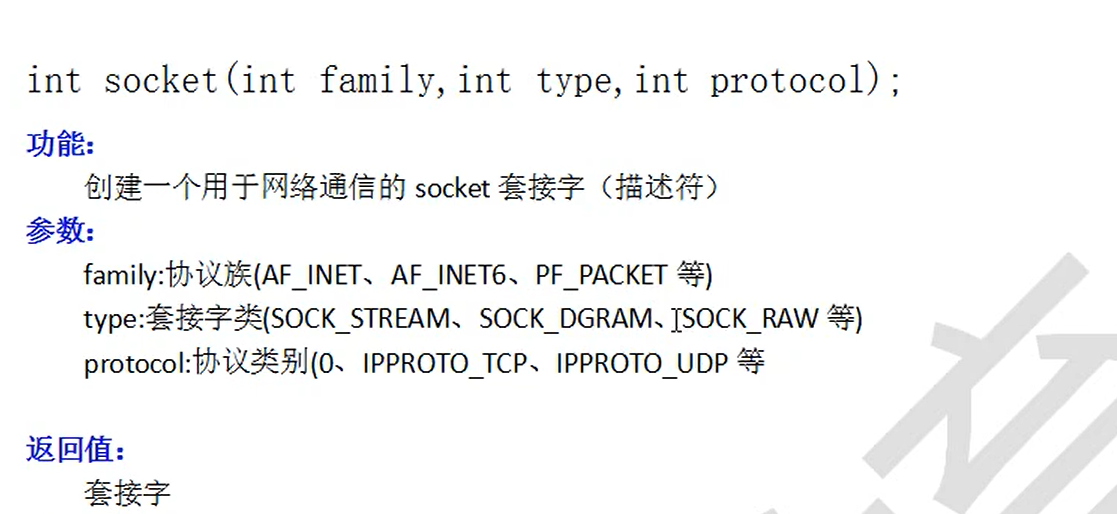 int socket(int family,int type,int protocol);
功能:
创建一个用于网络通信的 socket 套接字（描述符）
参数:
family:协议族(AF_INET、AF_INET6、PF_PACKET 等)
type:套接字类(SOCK_STREAM、SOCK_DGRAM、SOCK_RAW 等)
protocol:协议类别(0、IPPROTO_TCP、IPPROTO_UDP 等
返回值:
套接字